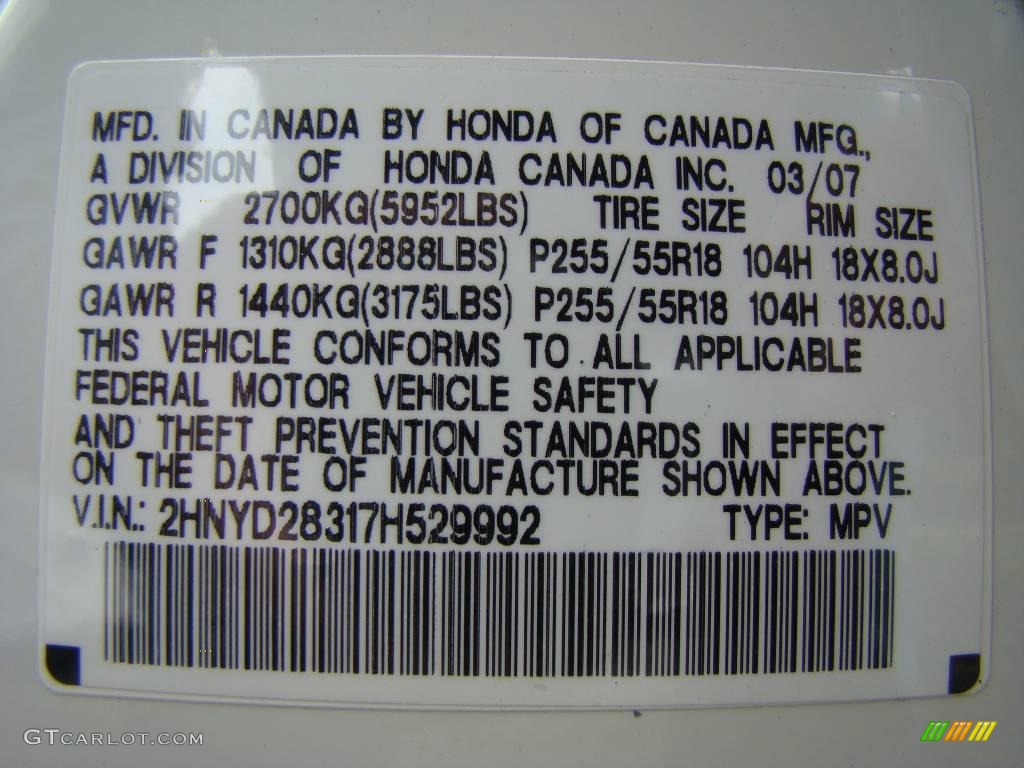 MFD. IN CANADA BY HONDA OF CANADA MFG.,
A DIVISION OF HONDA CANADA INC. 03/07
GVWR 2700KG(5952LBS) TIRE SIZE RIM SIZE
GAWR F 1310KG(2888LBS) P255/55R18 104H 18X8.0J
GAWR R 1440KG(3175LBS) P255/55R18 104H 18X8.0J
THIS VEHICLE CONFORMS TO ALL APPLICABLE
FEDERAL MOTOR VEHICLE SAFETY
AND THEFT PREVENTION STANDARDS IN EFFECT
ON THE DATE OF MANUFACTURE SHOWN ABOVE.
V.I.N.: 2HNYD28317H529992 TYPE: MPV
GTCARLOT.COM